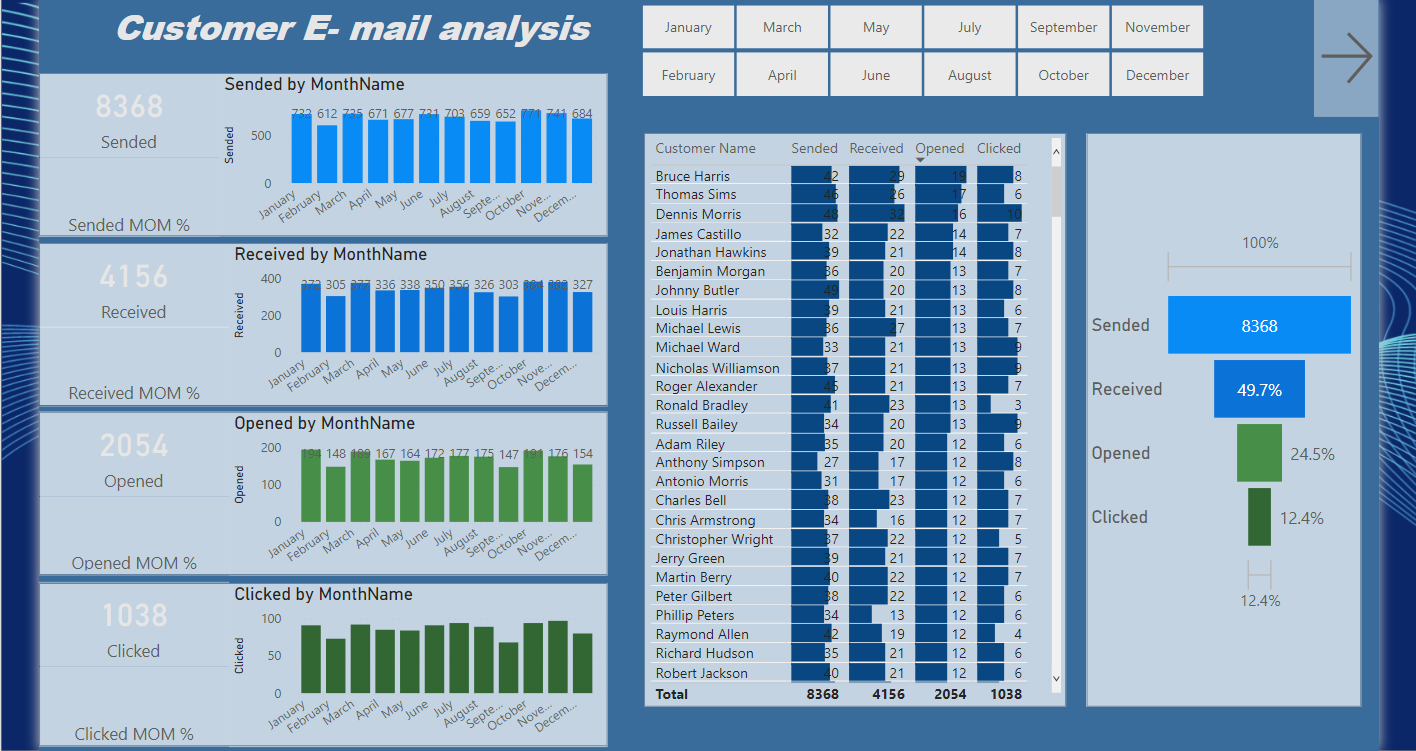 Customer E- mail analysis
January
March
May
July
September
November
February
April
June
August
October
December
8368
Sended
Sended MOM %
Sended by MonthName
Sended
500
0
732 612 735 671 677 731 703 659 652 771 741 684
January February March April May June July August Septe... October Nove... Decem...
4156
Received
Received MOM %
Received by MonthName
Received
400
200
0
305 336 338 350 356 326 303 327
January February March April May June July August Septe... October Nove... Decem...
2054
Opened
Opened MOM %
Opened by MonthName
Opened
200
100
0
194 148 189 167 164 172 177 175 147 191 176 154
January February March April May June July August Septe... October Nove... Decem...
1038
Clicked
Clicked MOM %
Clicked by MonthName
Clicked
100
50
0
January February March April May June July August Septe... October Nove... Decem...
Customer Name Sended Received Opened Clicked
Bruce Harris 42 29 19 8
Thomas Sims 46 26 17 6
Dennis Morris 48 32 16 10
James Castillo 32 22 14 7
Jonathan Hawkins 39 21 14 8
Benjamin Morgan 36 20 13 7
Johnny Butler 49 20 13 8
Louis Harris 39 21 13 6
Michael Lewis 36 27 13 7
Michael Ward 33 21 13 9
Nicholas Williamson 37 21 13 9
Roger Alexander 45 21 13 7
Ronald Bradley 41 23 13 3
Russell Bailey 34 20 13 9
Adam Riley 35 20 12 6
Anthony Simpson 27 17 12 8
Antonio Morris 31 17 12 6
Charles Bell 38 23 12 7
Chris Armstrong 34 16 12 7
Christopher Wright 37 22 12 5
Jerry Green 39 21 12 7
Martin Berry 40 22 12 7
Peter Gilbert 38 22 12 6
Phillip Peters 34 13 12 6
Raymond Allen 42 19 12 4
Richard Hudson 35 21 12 6
Robert Jackson 40 21 12 6
Total 8368 4156 2054 1038
100%
Sended 8368
Received 49.7%
Opened 24.5%
Clicked 12.4%
12.4%